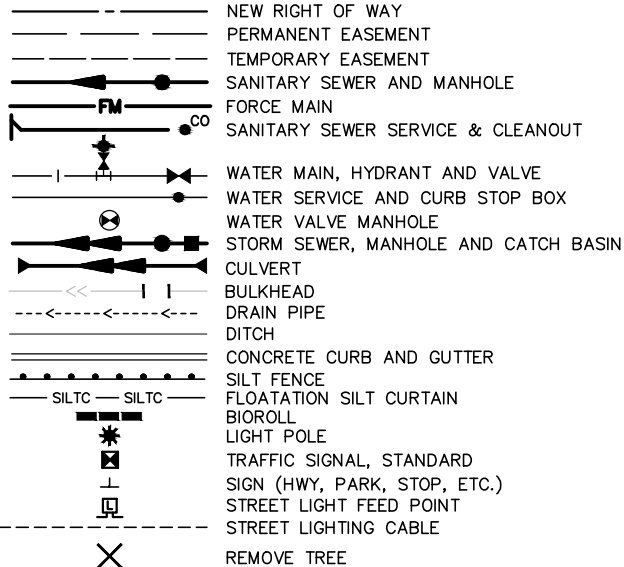 NEW RIGHT OF WAY
PERMANENT EASEMENT
TEMPORARY EASEMENT
SANITARY SEWER AND MANHOLE
FM FORCE MAIN
CO SANITARY SEWER SERVICE & CLEANOUT
WATER MAIN, HYDRANT AND VALVE
WATER SERVICE AND CURB STOP BOX
WATER VALVE MANHOLE
STORM SEWER, MANHOLE AND CATCH BASIN
CULVERT
BULKHEAD
DRAIN PIPE
DITCH
CONCRETE CURB AND GUTTER
SILT FENCE
SILTC SILTC FLOATATION SILT CURTAIN
BIOROLL
LIGHT POLE
TRAFFIC SIGNAL, STANDARD
SIGN (HWY, PARK, STOP, ETC.)
L STREET LIGHT FEED POINT
STREET LIGHTING CABLE
REMOVE TREE